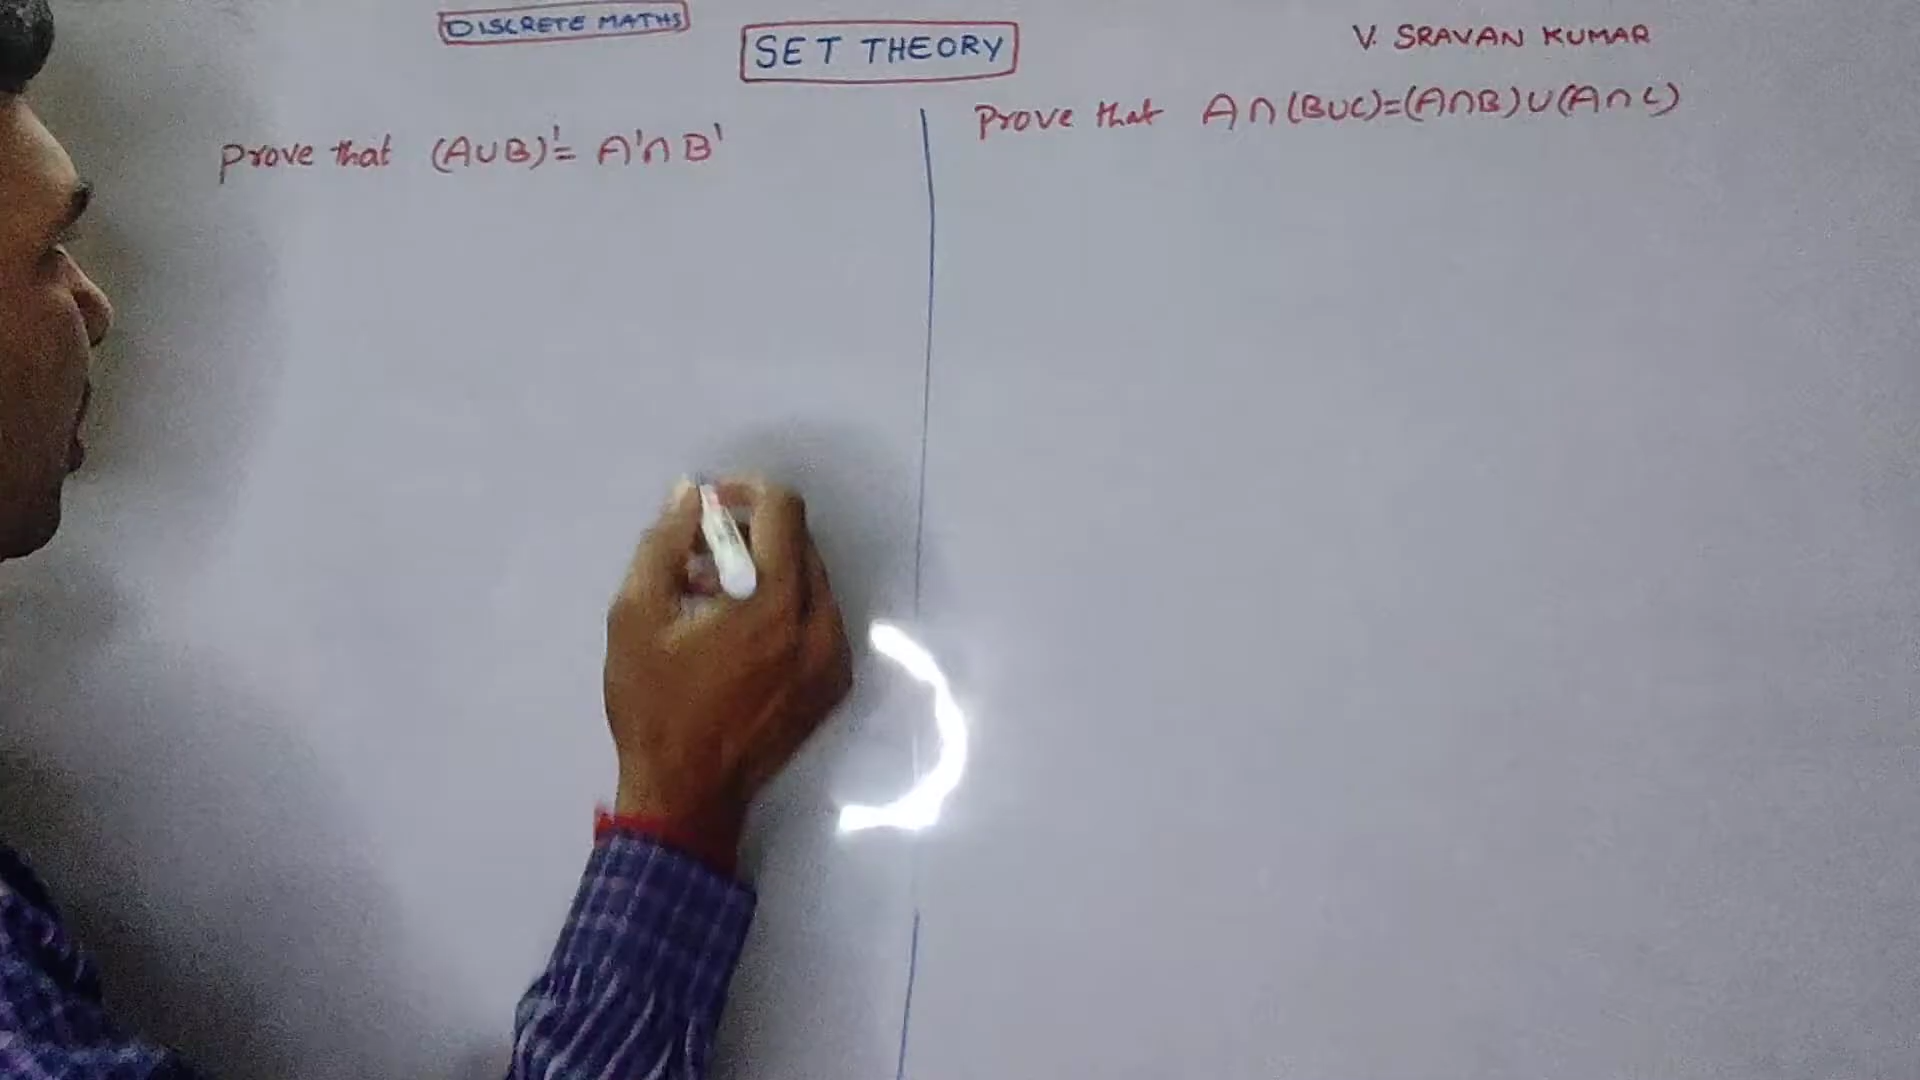 DISCRETE MATHS
SET THEORY
V. SRAVAN KUMAR
Prove that (A∪B)'= A'∩ B'
Prove that A∩(B∪C)=(A∩B)∪(A∩C)